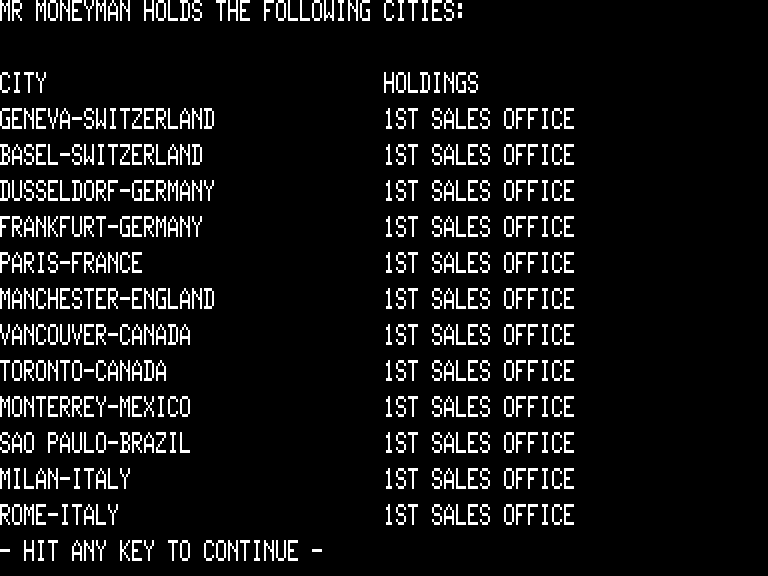 MR MONEYMAN HOLDS THE FOLLOWING CITIES:
CITY HOLDINGS
GENEVA-SWITZERLAND 1ST SALES OFFICE
BASEL-SWITZERLAND 1ST SALES OFFICE
DUSSELDORF-GERMANY 1ST SALES OFFICE
FRANKFURT-GERMANY 1ST SALES OFFICE
PARIS-FRANCE 1ST SALES OFFICE
MANCHESTER-ENGLAND 1ST SALES OFFICE
VANCOUVER-CANADA 1ST SALES OFFICE
TORONTO-CANADA 1ST SALES OFFICE
MONTERREY-MEXICO 1ST SALES OFFICE
SAO PAULO-BRAZIL 1ST SALES OFFICE
MILAN-ITALY 1ST SALES OFFICE
ROME-ITALY 1ST SALES OFFICE
- HIT ANY KEY TO CONTINUE -